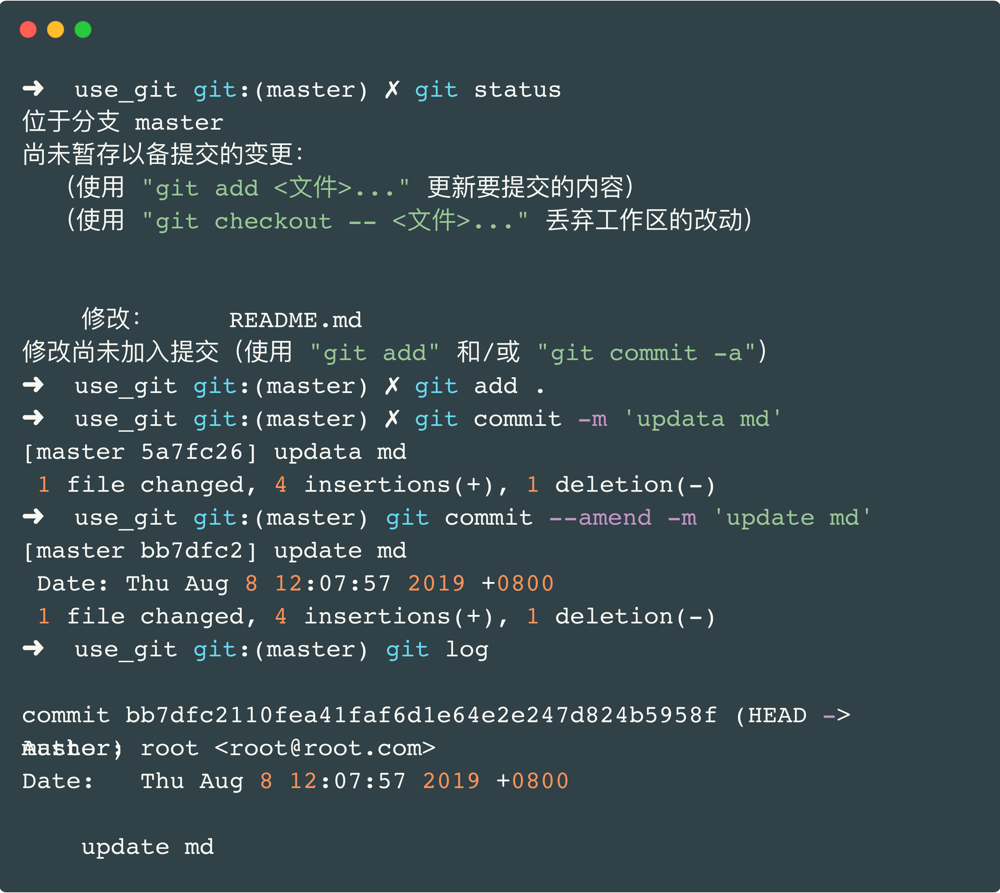 ➜  use_git git:(master) ✗ git status
位于分支 master
尚未暂存以备提交的变更：
  （使用 "git add <文件>..." 更新要提交的内容）
  （使用 "git checkout -- <文件>..." 丢弃工作区的改动）
    修改：      README.md
修改尚未加入提交（使用 "git add" 和/或 "git commit -a"）
➜  use_git git:(master) ✗ git add .
➜  use_git git:(master) ✗ git commit -m 'updata md'
[master 5a7fc26] updata md
 1 file changed, 4 insertions(+), 1 deletion(-)
➜  use_git git:(master) git commit --amend -m 'update md'
[master bb7dfc2] update md
 Date: Thu Aug 8 12:07:57 2019 +0800
 1 file changed, 4 insertions(+), 1 deletion(-)
➜  use_git git:(master) git log
commit bb7dfc2110fea41faf6d1e64e2e247d824b5958f (HEAD ->
master)
Author: root <root@root.com>
Date:   Thu Aug 8 12:07:57 2019 +0800
    update md